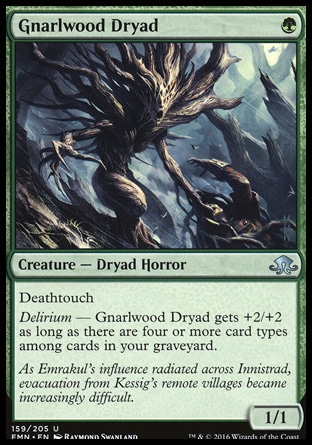 Gnarlwood Dryad
Creature — Dryad Horror
Deathtouch
Delirium — Gnarlwood Dryad gets +2/+2
as long as there are four or more card types
among cards in your graveyard.
As Emrakul's influence radiated across Innistrad,
evacuation from Kessig's remote villages became
increasingly difficult.
1/1
159/205 U
EMN • EN Raymond Swanland
™ & © 2016 Wizards of the Coast